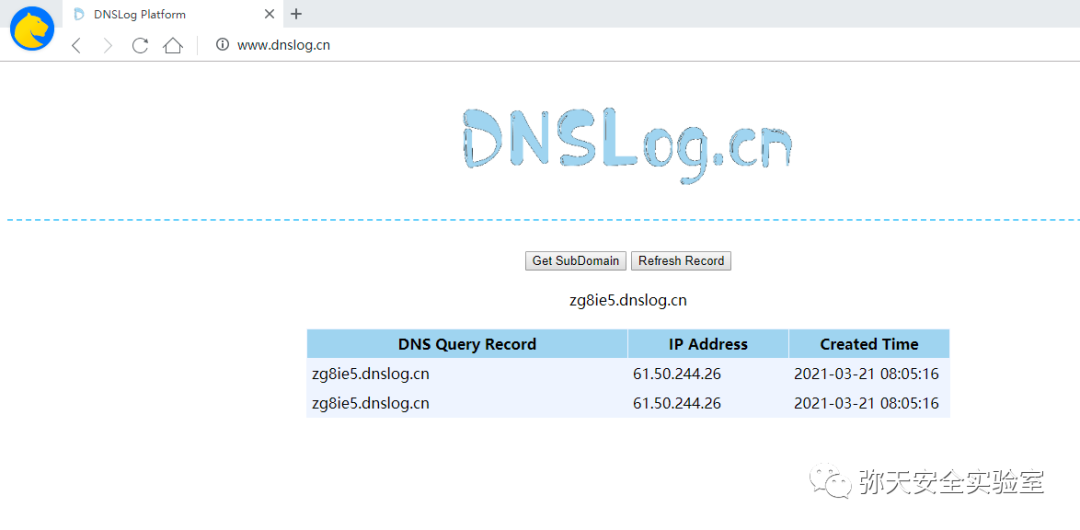 DNSLog Platform
www.dnslog.cn
DNSLog.cn
Get SubDomain Refresh Record
zg8ie5.dnslog.cn
DNS Query Record IP Address Created Time
zg8ie5.dnslog.cn 61.50.244.26 2021-03-21 08:05:16
zg8ie5.dnslog.cn 61.50.244.26 2021-03-21 08:05:16
弥天安全实验室